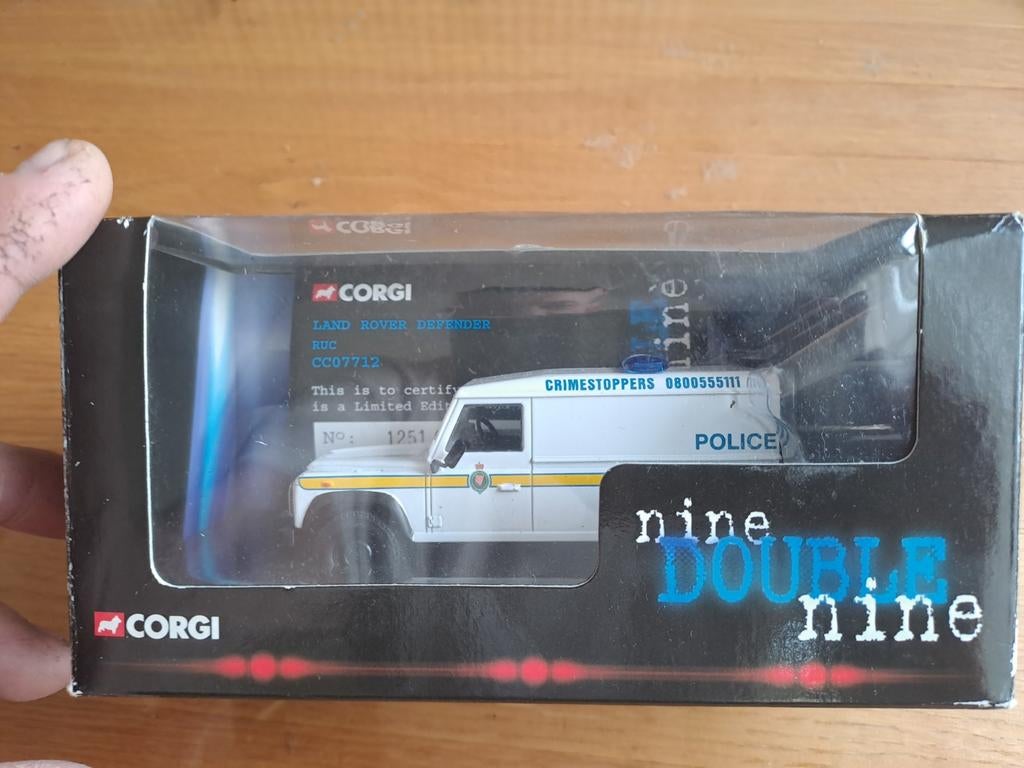 CORGI
CORGI
nine
LAND ROVER DEFENDER
RUC
CC07712
This is to certify
is a Limited Edit
Nº: 1251
CRIMESTOPPERS 0800555111
POLICE
nine
DOUBLE
nine
CORGI